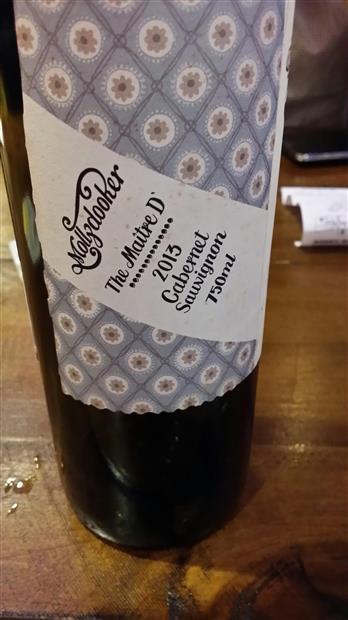 Mollydooker
The Maitre D'
2013
Cabernet
Sauvignon
750ml